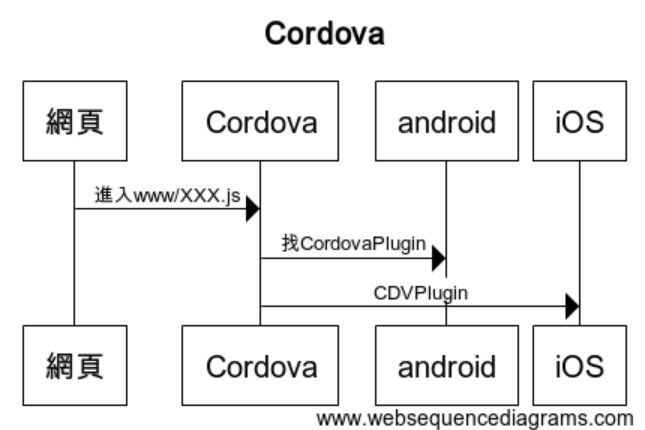 Cordova
網頁
Cordova
android
iOS
進入www/XXX.js
找CordovaPlugin
CDVPlugin
網頁
Cordova
android
iOS
www.websequencediagrams.com